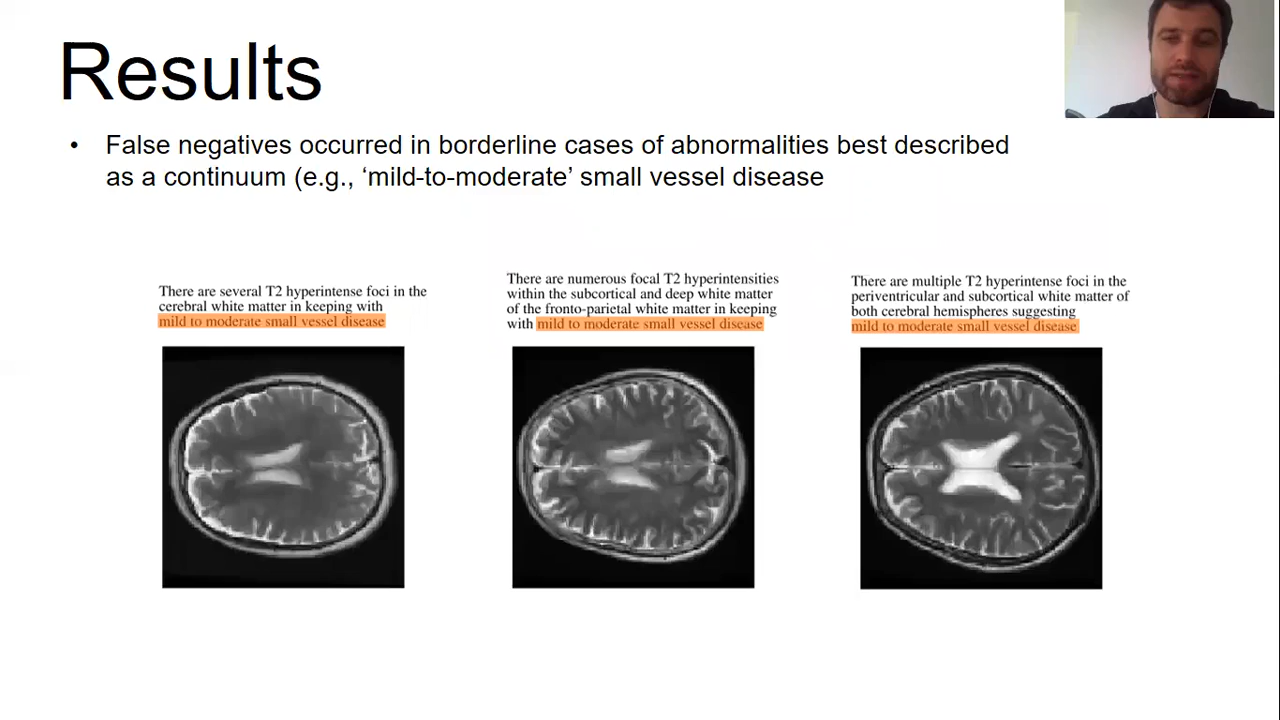 Results
• False negatives occurred in borderline cases of abnormalities best described
as a continuum (e.g., ‘mild-to-moderate’ small vessel disease
There are several T2 hyperintense foci in the
cerebral white matter in keeping with
mild to moderate small vessel disease
There are numerous focal T2 hyperintensities
within the subcortical and deep white matter
of the fronto-parietal white matter in keeping
with mild to moderate small vessel disease
There are multiple T2 hyperintense foci in the
periventricular and subcortical white matter of
both cerebral hemispheres suggesting
mild to moderate small vessel disease